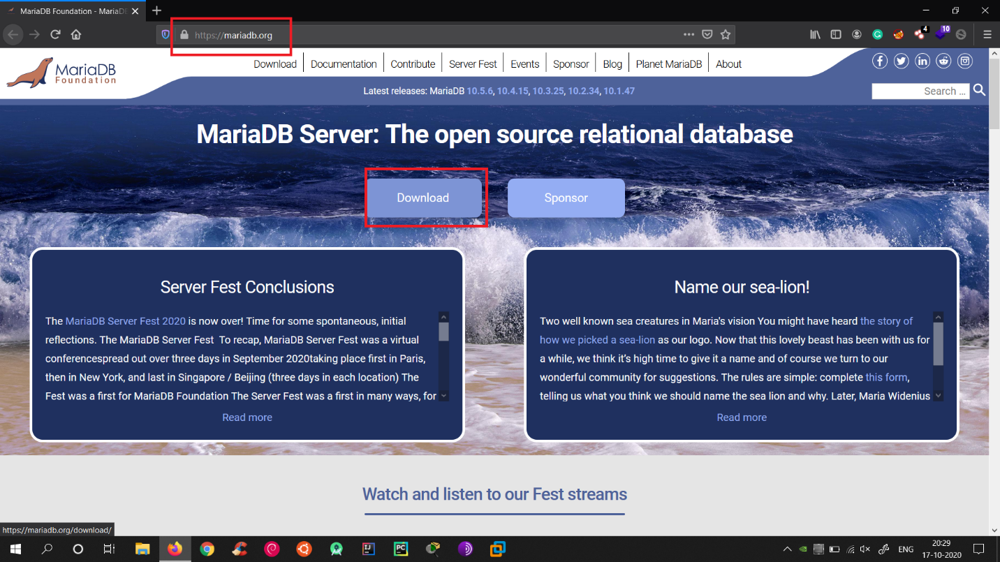 MariaDB Foundation - MariaDB
https://mariadb.org
4
10
MariaDB
Foundation
Download
Documentation
Contribute
Server Fest
Events
Sponsor
Blog
Planet MariaDB
About
Latest releases: MariaDB 10.5.6, 10.4.15, 10.3.25, 10.2.34, 10.1.47
Search ...
MariaDB Server: The open source relational database
Download
Sponsor
Server Fest Conclusions
The MariaDB Server Fest 2020 is now over! Time for some spontaneous, initial
reflections. The MariaDB Server Fest  To recap, MariaDB Server Fest was a virtual
conferencespread out over three days in September 2020taking place first in Paris,
then in New York, and last in Singapore / Beijing (three days in each location) The
Fest was a first for MariaDB Foundation The Server Fest was a first in many ways, for
Read more
Name our sea-lion!
Two well known sea creatures in Maria's vision You might have heard the story of
how we picked a sea-lion as our logo. Now that this lovely beast has been with us for
a while, we think it's high time to give it a name and of course we turn to our
wonderful community for suggestions. The rules are simple: complete this form,
telling us what you think we should name the sea lion and why. Later, Maria Widenius
Read more
Watch and listen to our Fest streams
https://mariadb.org/download/
ENG
20:29
17-10-2020